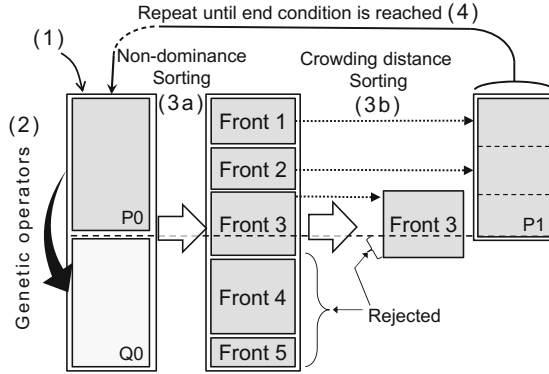 Repeat until end condition is reached (4)
(1)
Non-dominance
Sorting
(3a)
Crowding distance
Sorting
(3b)
(2)
Genetic operators
P0
Q0
Front 1
Front 2
Front 3
Front 4
Front 5
Front 3
Rejected
P1